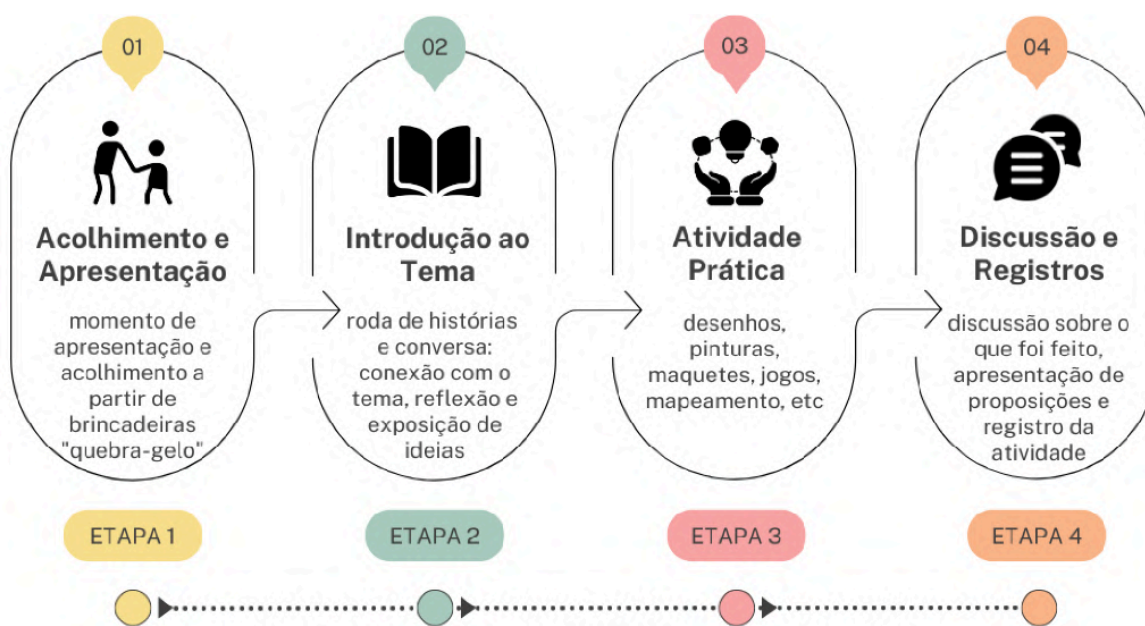 01
Acolhimento e
Apresentação
momento de
apresentação e
acolhimento a
partir de
brincadeiras
"quebra-gelo"
ETAPA 1
02
Introdução ao
Tema
roda de histórias
e conversa:
conexão com o
tema, reflexão e
exposição de
ideias
ETAPA 2
03
Atividade
Prática
desenhos,
pinturas,
maquetes, jogos,
mapeamento, etc
ETAPA 3
04
Discussão e
Registros
discussão sobre o
que foi feito,
apresentação de
proposições e
registro da
atividade
ETAPA 4